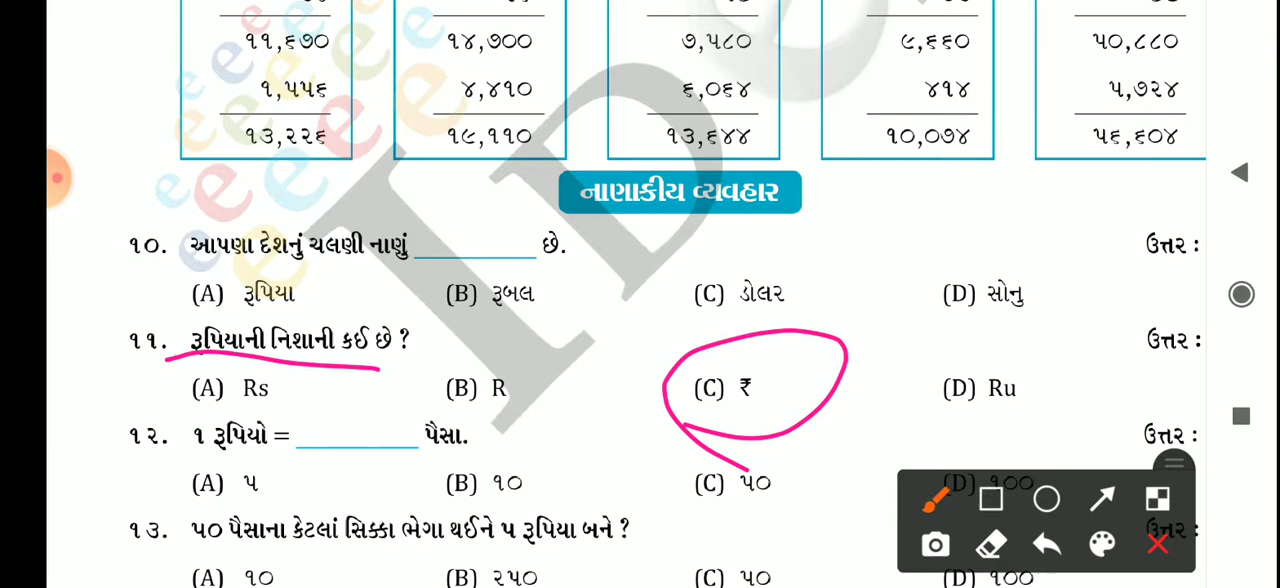 ૧૧,૬૭૦ ૧૪,૭૦૦ ૭,૫૮૦ ૯,૬૬૦ ૫૦,૮૮૦
૧,૫૫૬ ૪,૪૧૦ ૬,૦૬૪ ૪૧૪ ૫,૭૨૪
૧૩,૨૨૬ ૧૯,૧૧૦ ૧૩,૬૪૪ ૧૦,૦૭૪ ૫૬,૬૦૪
નાણાકીય વ્યવહાર
૧૦. આપણા દેશનું ચલણી નાણું ________ છે. ઉત્તર :
(A) રૂપિયા (B) રૂબલ (C) ડોલર (D) સોનુ
૧૧. રૂપિયાની નિશાની કઈ છે ? ઉત્તર :
(A) Rs (B) R (C) ₹ (D) Ru
૧૨. ૧ રૂપિયો = ________ પૈસા. ઉત્તર :
(A) ૫ (B) ૧૦ (C) ૫૦ (D) ૧૦૦
૧૩. ૫૦ પૈસાના કેટલાં સિક્કા ભેગા થઈને ૫ રૂપિયા બને ? ઉત્તર :
(A) ૧૦ (B) ૨૫૦ (C) ૫૦ (D) ૧૦૦